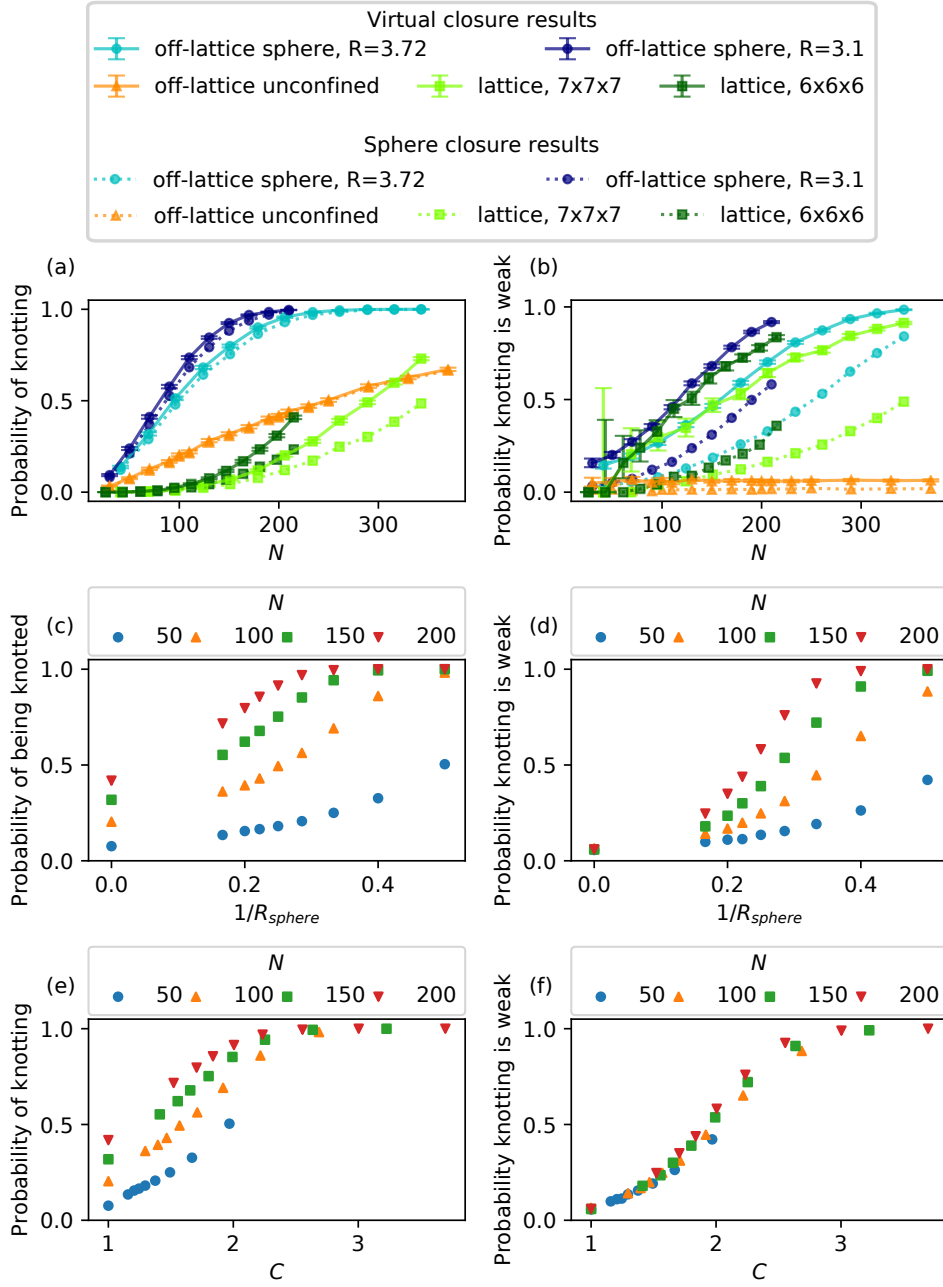 Virtual closure results
off-lattice sphere, R=3.72
off-lattice sphere, R=3.1
off-lattice unconfined
lattice, 7x7x7
lattice, 6x6x6
Sphere closure results
off-lattice sphere, R=3.72
off-lattice sphere, R=3.1
off-lattice unconfined
lattice, 7x7x7
lattice, 6x6x6
(a)
Probability of knotting
1.0
0.5
0.0
100
200
300
N
(b)
Probability knotting is weak
1.0
0.5
0.0
100
200
300
N
(c)
N
50
100
150
200
Probability of being knotted
1.0
0.5
0.0
0.0
0.2
0.4
1/R_sphere
(d)
N
50
100
150
200
Probability knotting is weak
1.0
0.5
0.0
0.0
0.2
0.4
1/R_sphere
(e)
N
50
100
150
200
Probability of knotting
1.0
0.5
0.0
1
2
3
C
(f)
N
50
100
150
200
Probability knotting is weak
1.0
0.5
0.0
1
2
3
C